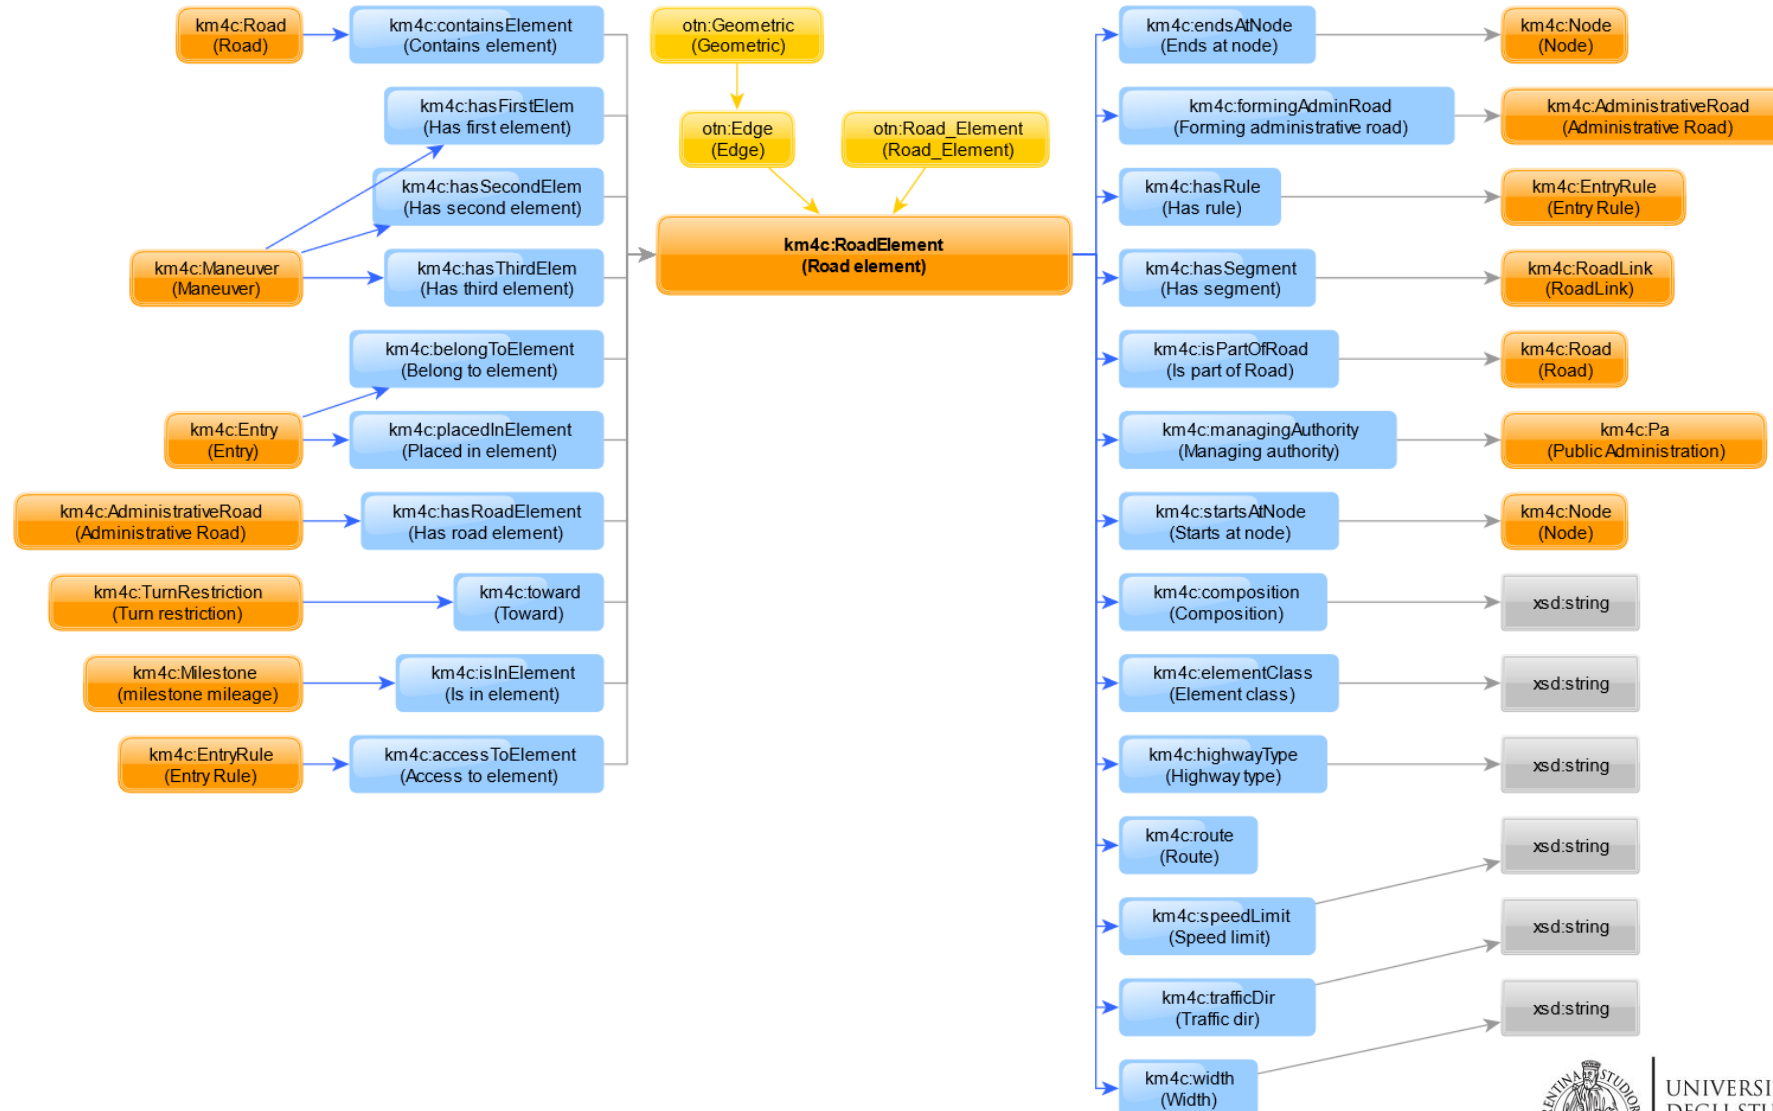 km4c:Road
(Road)
km4c:containsElement
(Contains element)
otn:Geometric
(Geometric)
km4c:endsAtNode
(Ends at node)
km4c:Node
(Node)
km4c:hasFirstElem
(Has first element)
otn:Edge
(Edge)
otn:Road_Element
(Road_Element)
km4c:formingAdminRoad
(Forming administrative road)
km4c:AdministrativeRoad
(Administrative Road)
km4c:hasSecondElem
(Has second element)
km4c:hasRule
(Has rule)
km4c:EntryRule
(Entry Rule)
km4c:RoadElement
(Road element)
km4c:Maneuver
(Maneuver)
km4c:hasThirdElem
(Has third element)
km4c:hasSegment
(Has segment)
km4c:RoadLink
(RoadLink)
km4c:belongToElement
(Belong to element)
km4c:isPartOfRoad
(Is part of Road)
km4c:Road
(Road)
km4c:Entry
(Entry)
km4c:placedInElement
(Placed in element)
km4c:managingAuthority
(Managing authority)
km4c:Pa
(Public Administration)
km4c:AdministrativeRoad
(Administrative Road)
km4c:hasRoadElement
(Has road element)
km4c:startsAtNode
(Starts at node)
km4c:Node
(Node)
km4c:TurnRestriction
(Turn restriction)
km4c:toward
(Toward)
km4c:composition
(Composition)
xsd:string
km4c:Milestone
(milestone mileage)
km4c:isInElement
(Is in element)
km4c:elementClass
(Element class)
xsd:string
km4c:EntryRule
(Entry Rule)
km4c:accessToElement
(Access to element)
km4c:highwayType
(Highway type)
xsd:string
km4c:route
(Route)
xsd:string
km4c:speedLimit
(Speed limit)
xsd:string
km4c:trafficDir
(Traffic dir)
xsd:string
km4c:width
(Width)
UNIVERSI